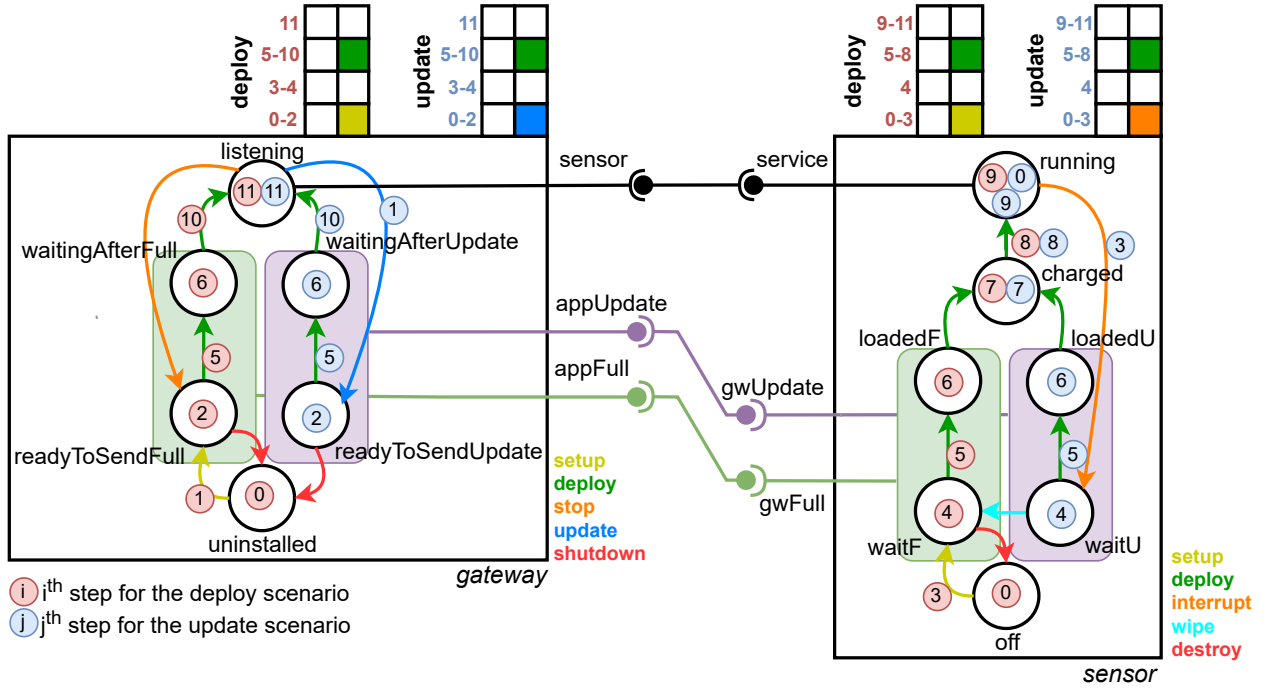 deploy
11
5-10
3-4
0-2
update
11
5-10
3-4
0-2
deploy
9-11
5-8
4
0-3
update
9-11
5-8
4
0-3
listening
11 11
10
10
1
waitingAfterFull
waitingAfterUpdate
6
6
5
5
2
2
readyToSendFull
readyToSendUpdate
1
0
uninstalled
setup
deploy
stop
update
shutdown
gateway
sensor
service
appUpdate
appFull
gwUpdate
gwFull
running
9 0
9
8 8
3
charged
7 7
loadedF
loadedU
6
6
5
5
4
4
waitF
waitU
3
0
off
setup
deploy
interrupt
wipe
destroy
sensor
i ith step for the deploy scenario
j jth step for the update scenario